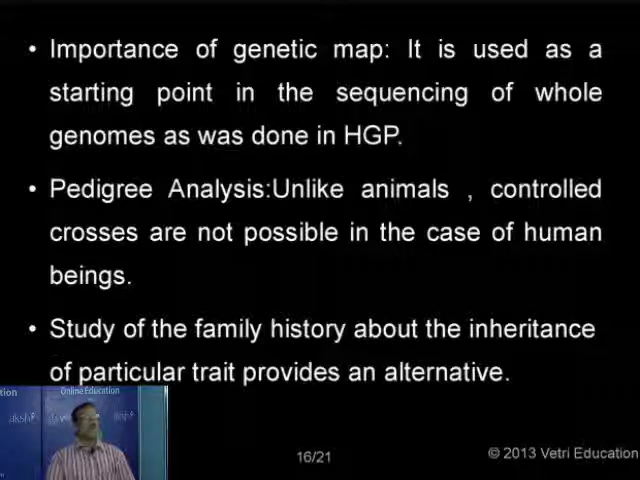 • Importance of genetic map: It is used as a
starting point in the sequencing of whole
genomes as was done in HGP.
• Pedigree Analysis:Unlike animals , controlled
crosses are not possible in the case of human
beings.
• Study of the family history about the inheritance
of particular trait provides an alternative.
Online Education
16/21
© 2013 Vetri Education